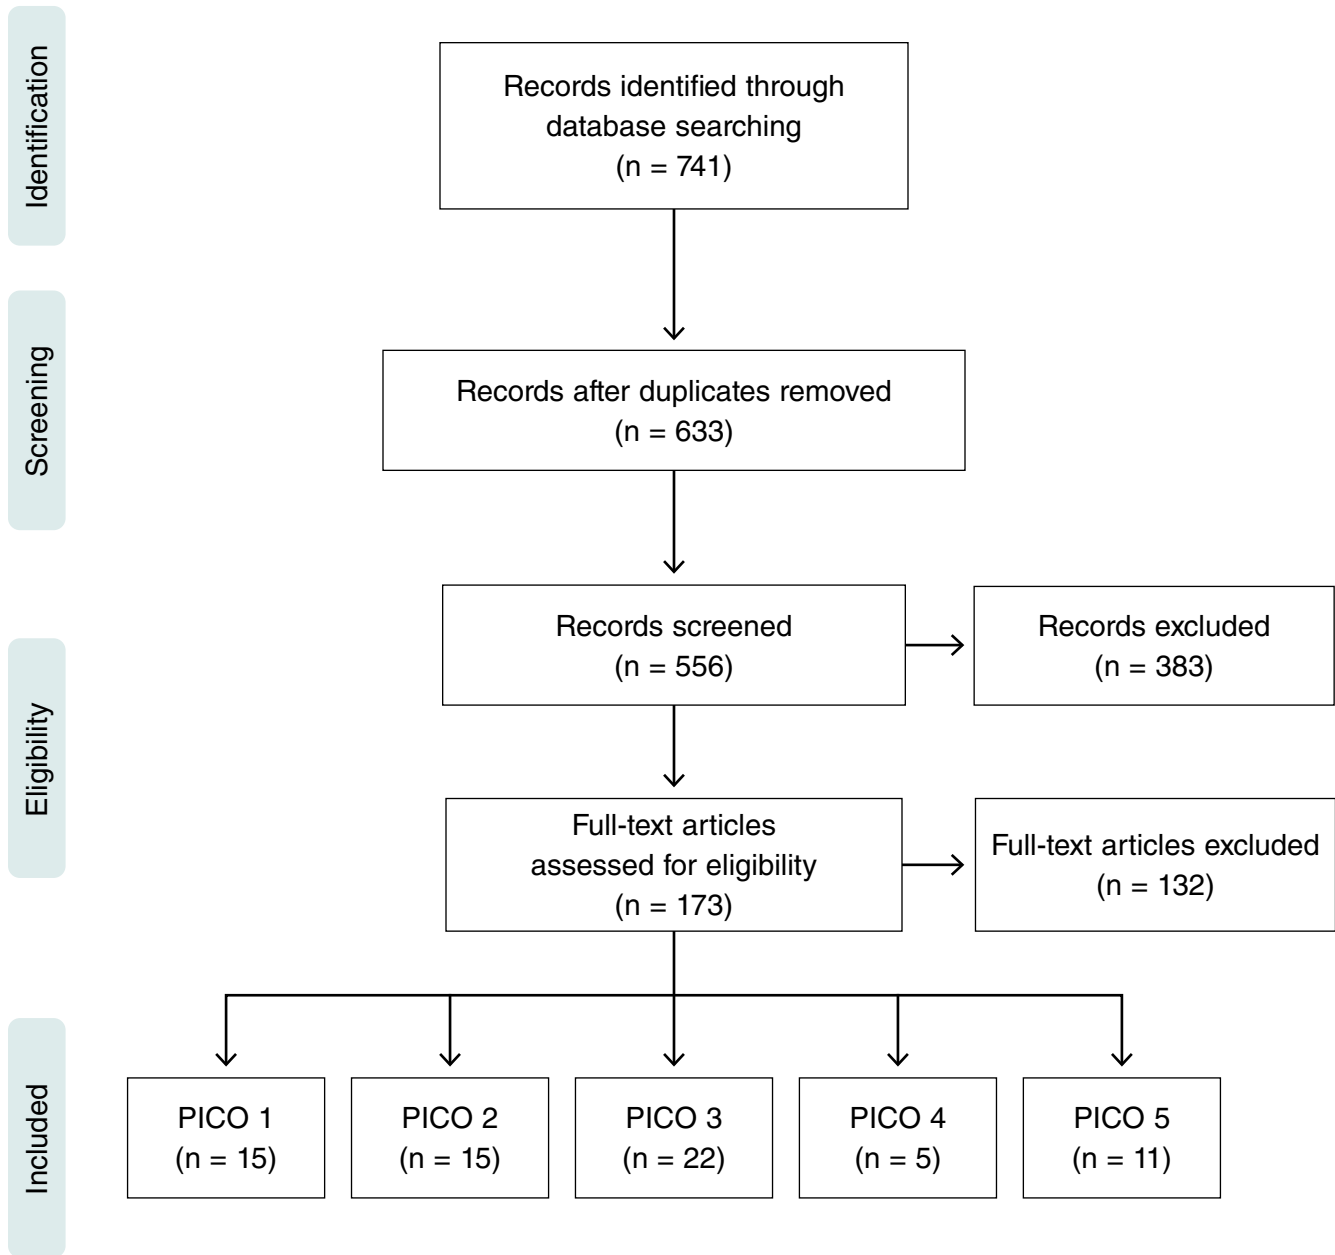 Identification
Records identified through
database searching
(n = 741)
Screening
Records after duplicates removed
(n = 633)
Eligibility
Records screened
(n = 556)
Records excluded
(n = 383)
Full-text articles
assessed for eligibility
(n = 173)
Full-text articles excluded
(n = 132)
Included
PICO 1
(n = 15)
PICO 2
(n = 15)
PICO 3
(n = 22)
PICO 4
(n = 5)
PICO 5
(n = 11)